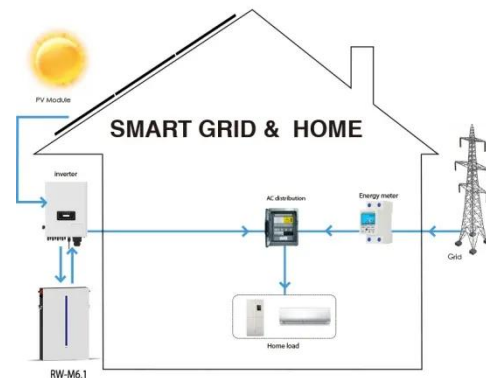 PV Module
SMART GRID & HOME
Inverter
AC distribution
Energy meter
Grid
Home load
RW-M6.1